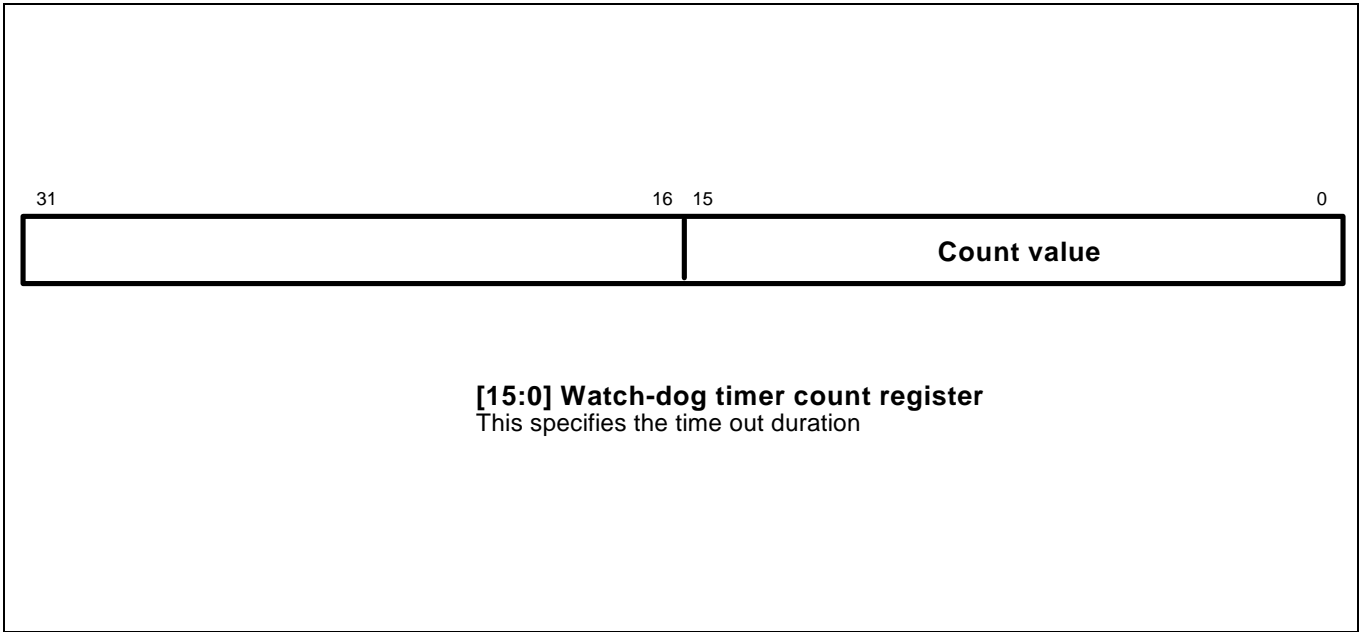 31 16 15 0
Count value
[15:0] Watch-dog timer count register
This specifies the time out duration